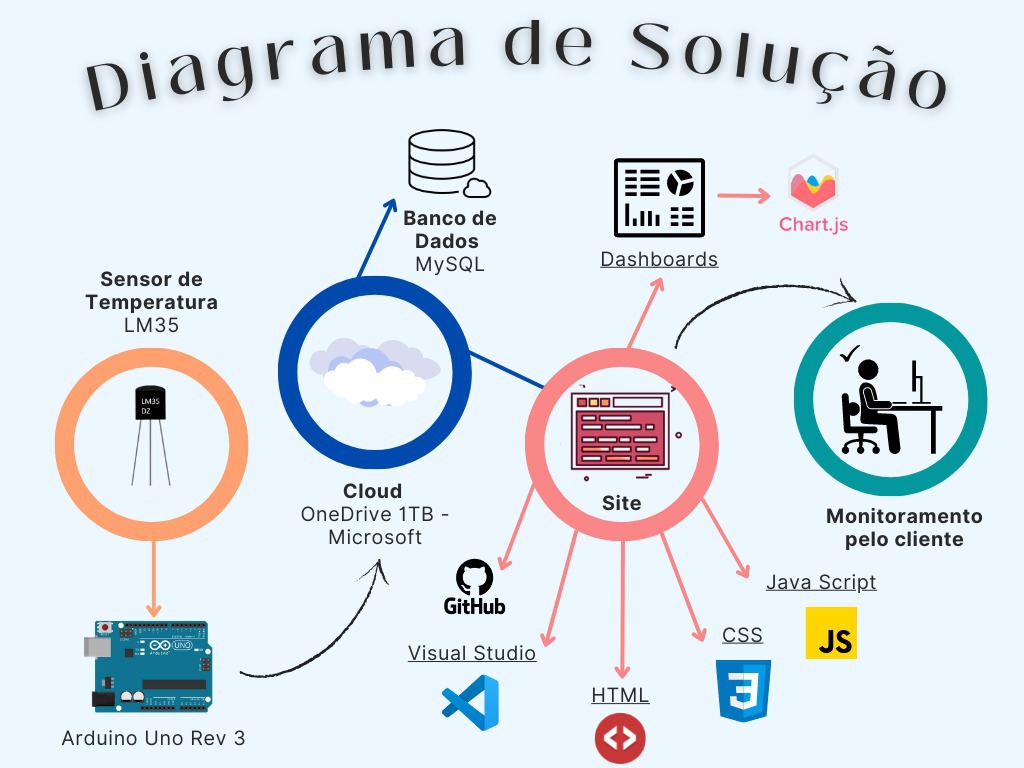 Diagrama de Solução
Banco de
Dados
MySQL
Chart.js
Dashboards
Sensor de
Temperatura
LM35
LM35
DZ
Cloud
OneDrive 1TB -
Microsoft
Site
Monitoramento
pelo cliente
GitHub
Java Script
JS
CSS
3
Visual Studio
HTML
UNO
Arduino Uno Rev 3